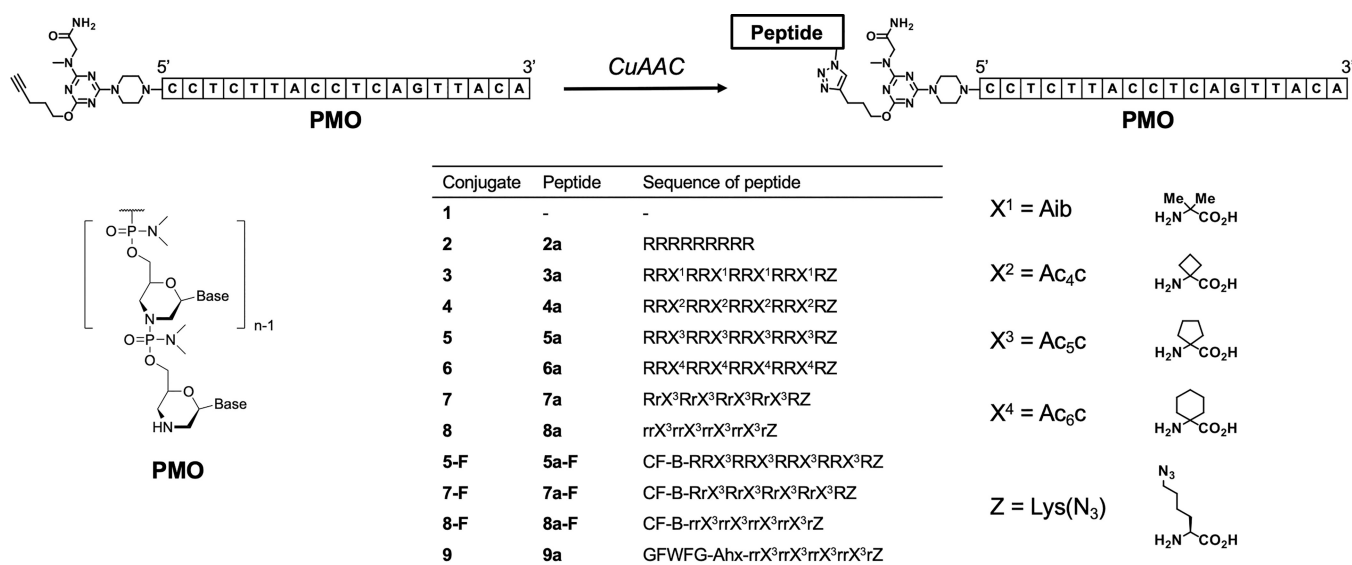 NH₂
O
N
N N
N
N N
O
5' 3'
C C T C T T A C C T C A G T T A C A
PMO
CuAAC
Peptide
NH₂
O
N
N N
N
N
N N
N
N N
O
5' 3'
C C T C T T A C C T C A G T T A C A
PMO
O=P–N
O
O
Base
N
n-1
O=P–N
O
O
Base
HN
PMO
Conjugate Peptide Sequence of peptide
1 - -
2 2a RRRRRRRRR
3 3a RRX¹RRX¹RRX¹RRX¹RZ
4 4a RRX²RRX²RRX²RRX²RZ
5 5a RRX³RRX³RRX³RRX³RZ
6 6a RRX⁴RRX⁴RRX⁴RRX⁴RZ
7 7a RrX³RrX³RrX³RrX³RZ
8 8a rrX³rrX³rrX³rrX³rZ
5-F 5a-F CF-B-RRX³RRX³RRX³RRX³RZ
7-F 7a-F CF-B-RrX³RrX³RrX³RrX³RZ
8-F 8a-F CF-B-rrX³rrX³rrX³rrX³rZ
9 9a GFWFG-Ahx-rrX³rrX³rrX³rrX³rZ
X¹ = Aib
Me Me
H₂N CO₂H
X² = Ac₄c
H₂N CO₂H
X³ = Ac₅c
H₂N CO₂H
X⁴ = Ac₆c
H₂N CO₂H
Z = Lys(N₃)
N₃
H₂N CO₂H